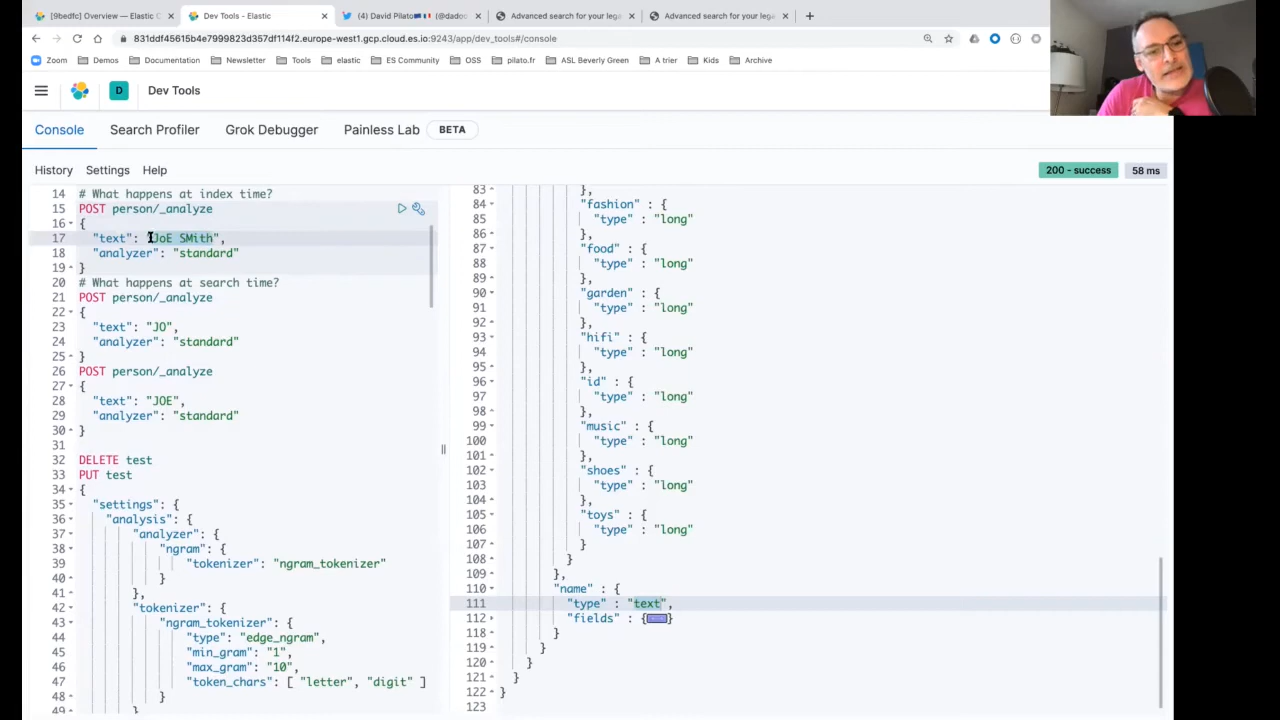 [9bedfc] Overview — Elastic C
Dev Tools - Elastic
(4) David Pilato🇪🇺🇫🇷 (@dado
Advanced search for your lega
Advanced search for your lega
831ddf45615b4e7999823d357df114f2.europe-west1.gcp.cloud.es.io:9243/app/dev_tools#/console
Zoom Demos Documentation Newsletter Tools elastic ES Community OSS pilato.fr ASL Beverly Green A trier Kids Archive
D Dev Tools
Console Search Profiler Grok Debugger Painless Lab BETA
History Settings Help
200 - success 58 ms
14 # What happens at index time?
15 POST person/_analyze
16 {
17 "text": "JoE SMith",
18 "analyzer": "standard"
19 }
20 # What happens at search time?
21 POST person/_analyze
22 {
23 "text": "JO",
24 "analyzer": "standard"
25 }
26 POST person/_analyze
27 {
28 "text": "JOE",
29 "analyzer": "standard"
30 }
31
32 DELETE test
33 PUT test
34 {
35 "settings": {
36 "analysis": {
37 "analyzer": {
38 "ngram": {
39 "tokenizer": "ngram_tokenizer"
40 }
41 },
42 "tokenizer": {
43 "ngram_tokenizer": {
44 "type": "edge_ngram",
45 "min_gram": "1",
46 "max_gram": "10",
47 "token_chars": [ "letter", "digit" ]
48 }
49 }
83 },
84 "fashion" : {
85 "type" : "long"
86 },
87 "food" : {
88 "type" : "long"
89 },
90 "garden" : {
91 "type" : "long"
92 },
93 "hifi" : {
94 "type" : "long"
95 },
96 "id" : {
97 "type" : "long"
98 },
99 "music" : {
100 "type" : "long"
101 },
102 "shoes" : {
103 "type" : "long"
104 },
105 "toys" : {
106 "type" : "long"
107 }
108 }
109 },
110 "name" : {
111 "type" : "text",
112 "fields" : {...}
118 }
119 }
120 }
121 }
122 }
123